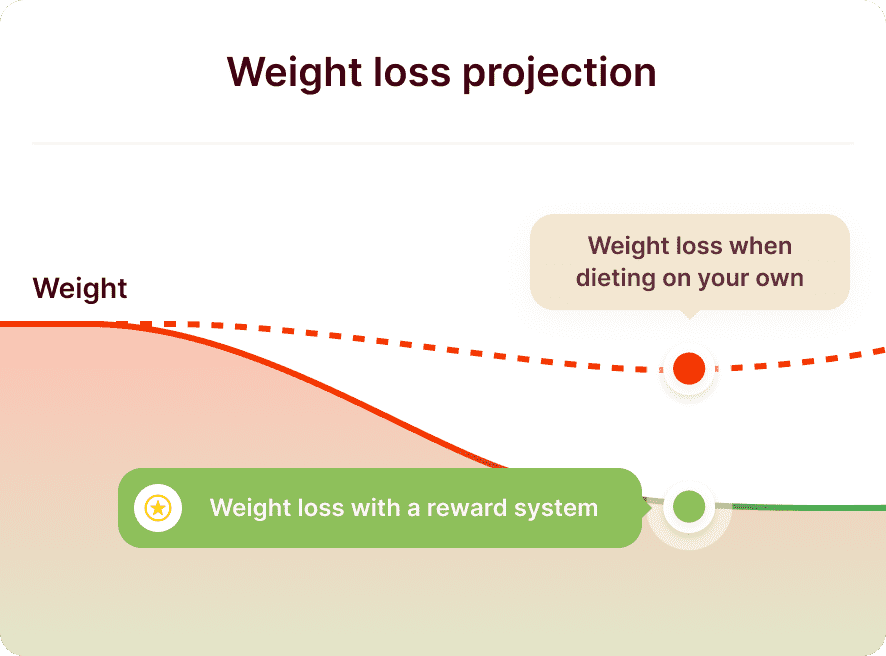 Weight loss projection
Weight loss when
dieting on your own
Weight
Weight loss with a reward system